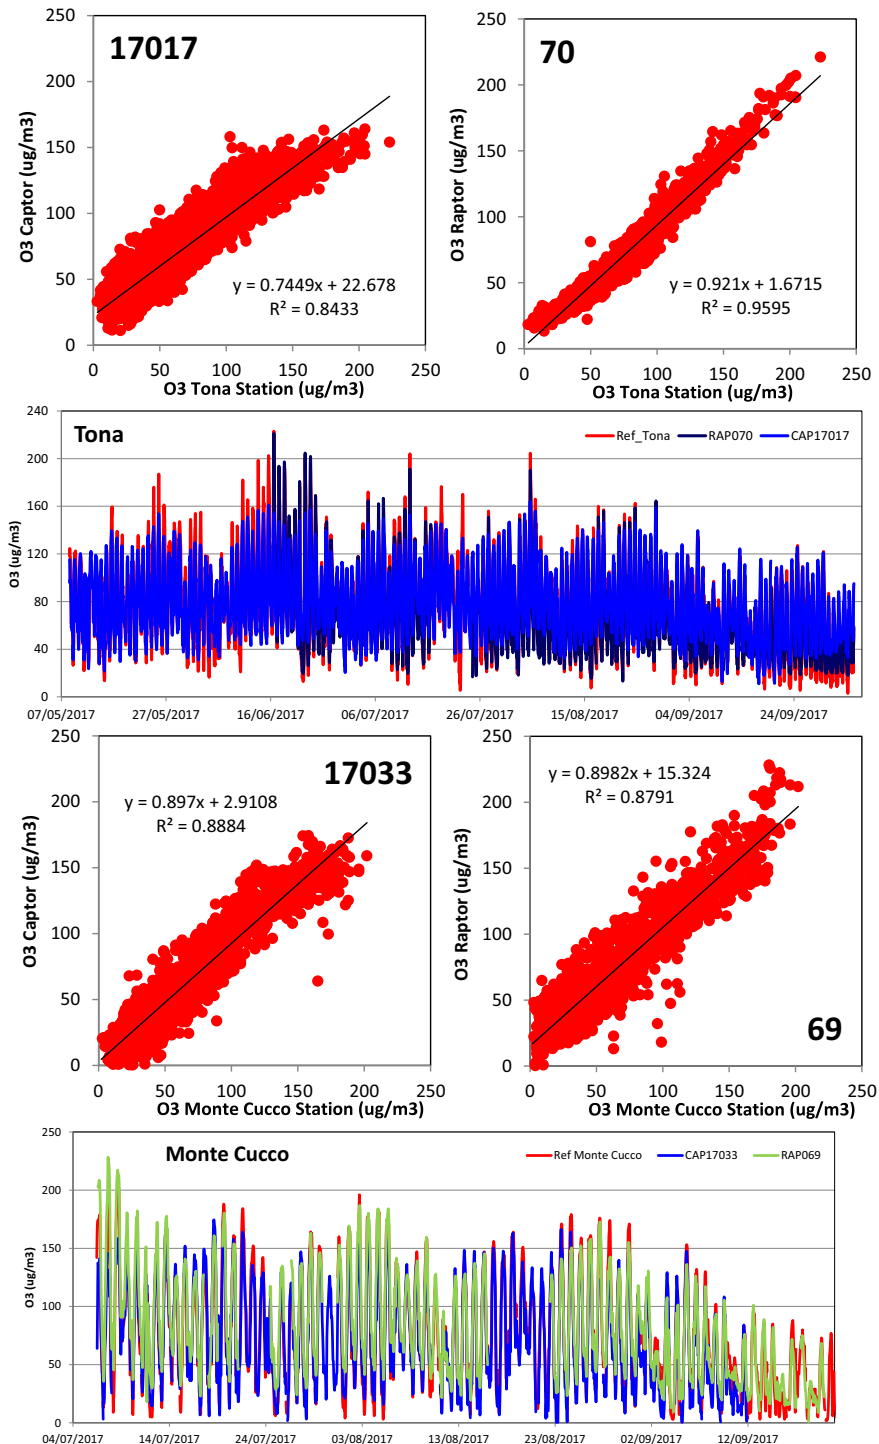 17017
O3 Captor (ug/m3)
250
200
150
100
50
0
y = 0.7449x + 22.678
R² = 0.8433
0 50 100 150 200 250
O3 Tona Station (ug/m3)
70
O3 Raptor (ug/m3)
250
200
150
100
50
0
y = 0.921x + 1.6715
R² = 0.9595
0 50 100 150 200 250
O3 Tona Station (ug/m3)
Tona
Ref_Tona RAP070 CAP17017
O3 (ug/m3)
240
200
160
120
80
40
0
07/05/2017 27/05/2017 16/06/2017 06/07/2017 26/07/2017 15/08/2017 04/09/2017 24/09/2017
17033
O3 Captor (ug/m3)
250
200
150
100
50
0
y = 0.897x + 2.9108
R² = 0.8884
0 50 100 150 200 250
O3 Monte Cucco Station (ug/m3)
69
O3 Raptor (ug/m3)
250
200
150
100
50
0
y = 0.8982x + 15.324
R² = 0.8791
0 50 100 150 200 250
O3 Monte Cucco Station (ug/m3)
Monte Cucco
Ref Monte Cucco CAP17033 RAP069
O3 (ug/m3)
250
200
150
100
50
0
04/07/2017 14/07/2017 24/07/2017 03/08/2017 13/08/2017 23/08/2017 02/09/2017 12/09/2017